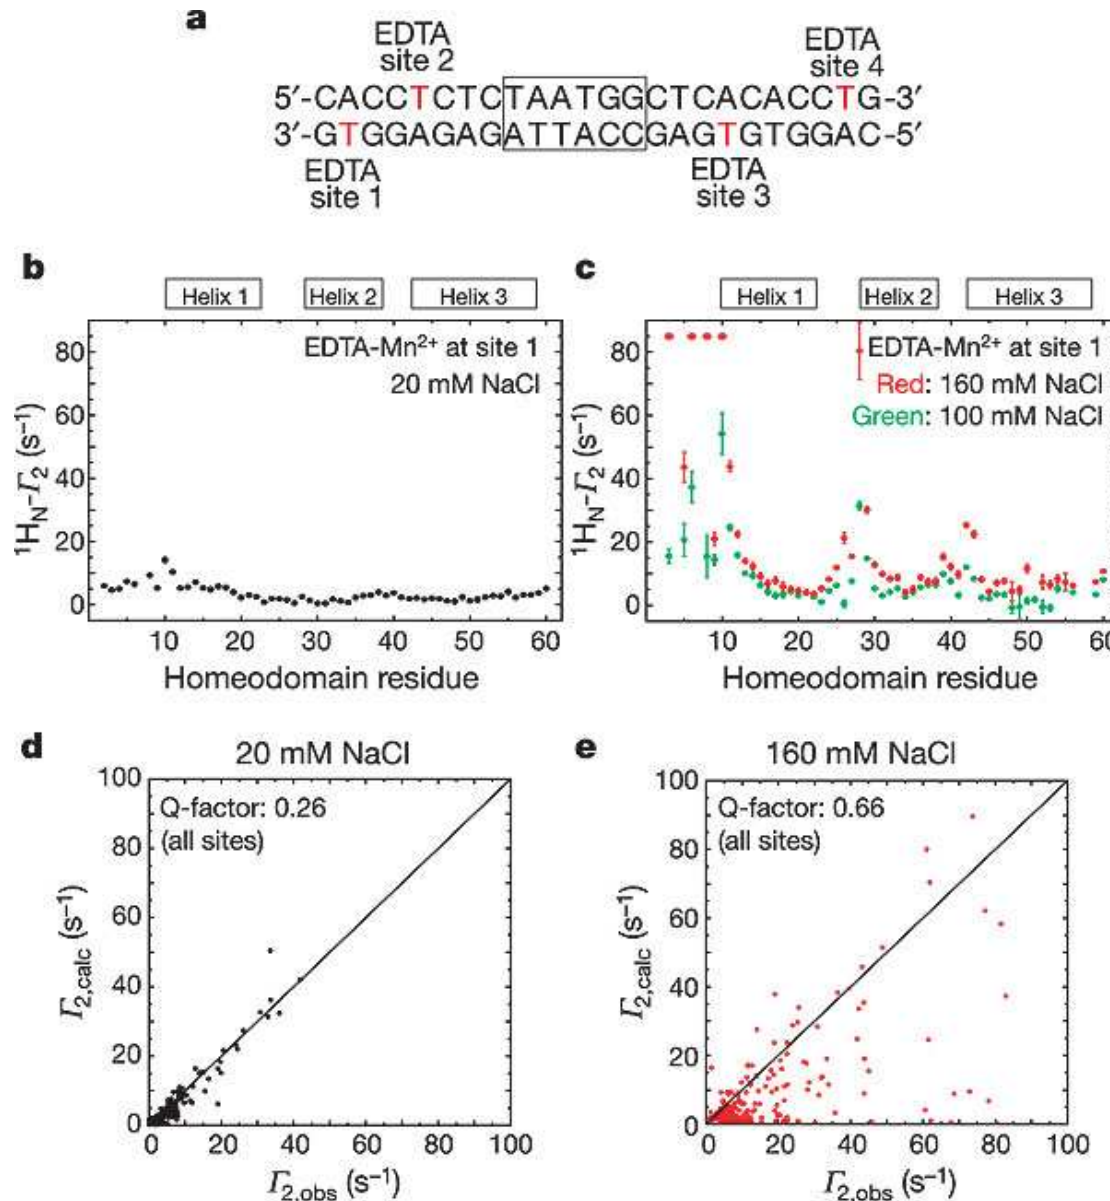 a
EDTA
site 2
EDTA
site 4
5′-CACCTCTCTAATGGCTCACACCTG-3′
3′-GTGGAGAGATTACCGAGTGTGGAC-5′
EDTA
site 1
EDTA
site 3
b
Helix 1 Helix 2 Helix 3
EDTA-Mn²⁺ at site 1
20 mM NaCl
80
60
40
20
0
¹H_N-Γ₂ (s⁻¹)
0 10 20 30 40 50 60
Homeodomain residue
c
Helix 1 Helix 2 Helix 3
EDTA-Mn²⁺ at site 1
Red: 160 mM NaCl
Green: 100 mM NaCl
80
60
40
20
0
¹H_N-Γ₂ (s⁻¹)
0 10 20 30 40 50 60
Homeodomain residue
d
20 mM NaCl
Q-factor: 0.26
(all sites)
100
80
60
40
20
0
Γ₂,calc (s⁻¹)
0 20 40 60 80 100
Γ₂,obs (s⁻¹)
e
160 mM NaCl
Q-factor: 0.66
(all sites)
100
80
60
40
20
0
Γ₂,calc (s⁻¹)
0 20 40 60 80 100
Γ₂,obs (s⁻¹)